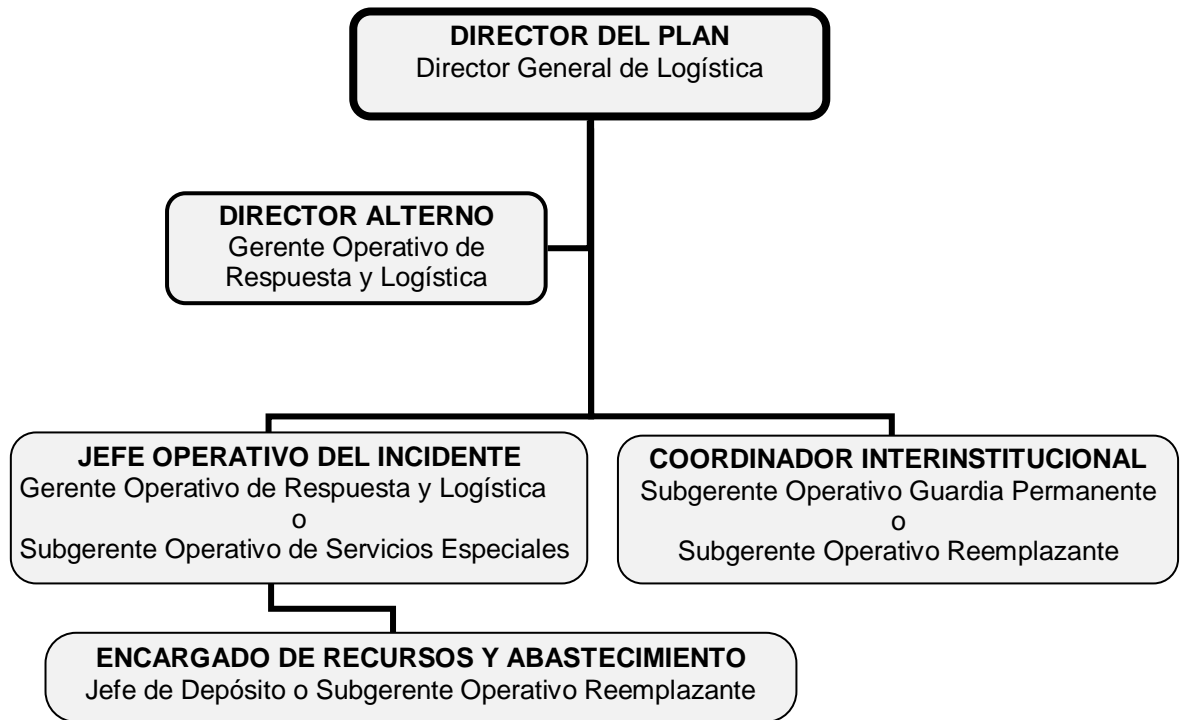 DIRECTOR DEL PLAN
Director General de Logística
DIRECTOR ALTERNO
Gerente Operativo de
Respuesta y Logística
JEFE OPERATIVO DEL INCIDENTE
Gerente Operativo de Respuesta y Logística
o
Subgerente Operativo de Servicios Especiales
COORDINADOR INTERINSTITUCIONAL
Subgerente Operativo Guardia Permanente
o
Subgerente Operativo Reemplazante
ENCARGADO DE RECURSOS Y ABASTECIMIENTO
Jefe de Depósito o Subgerente Operativo Reemplazante